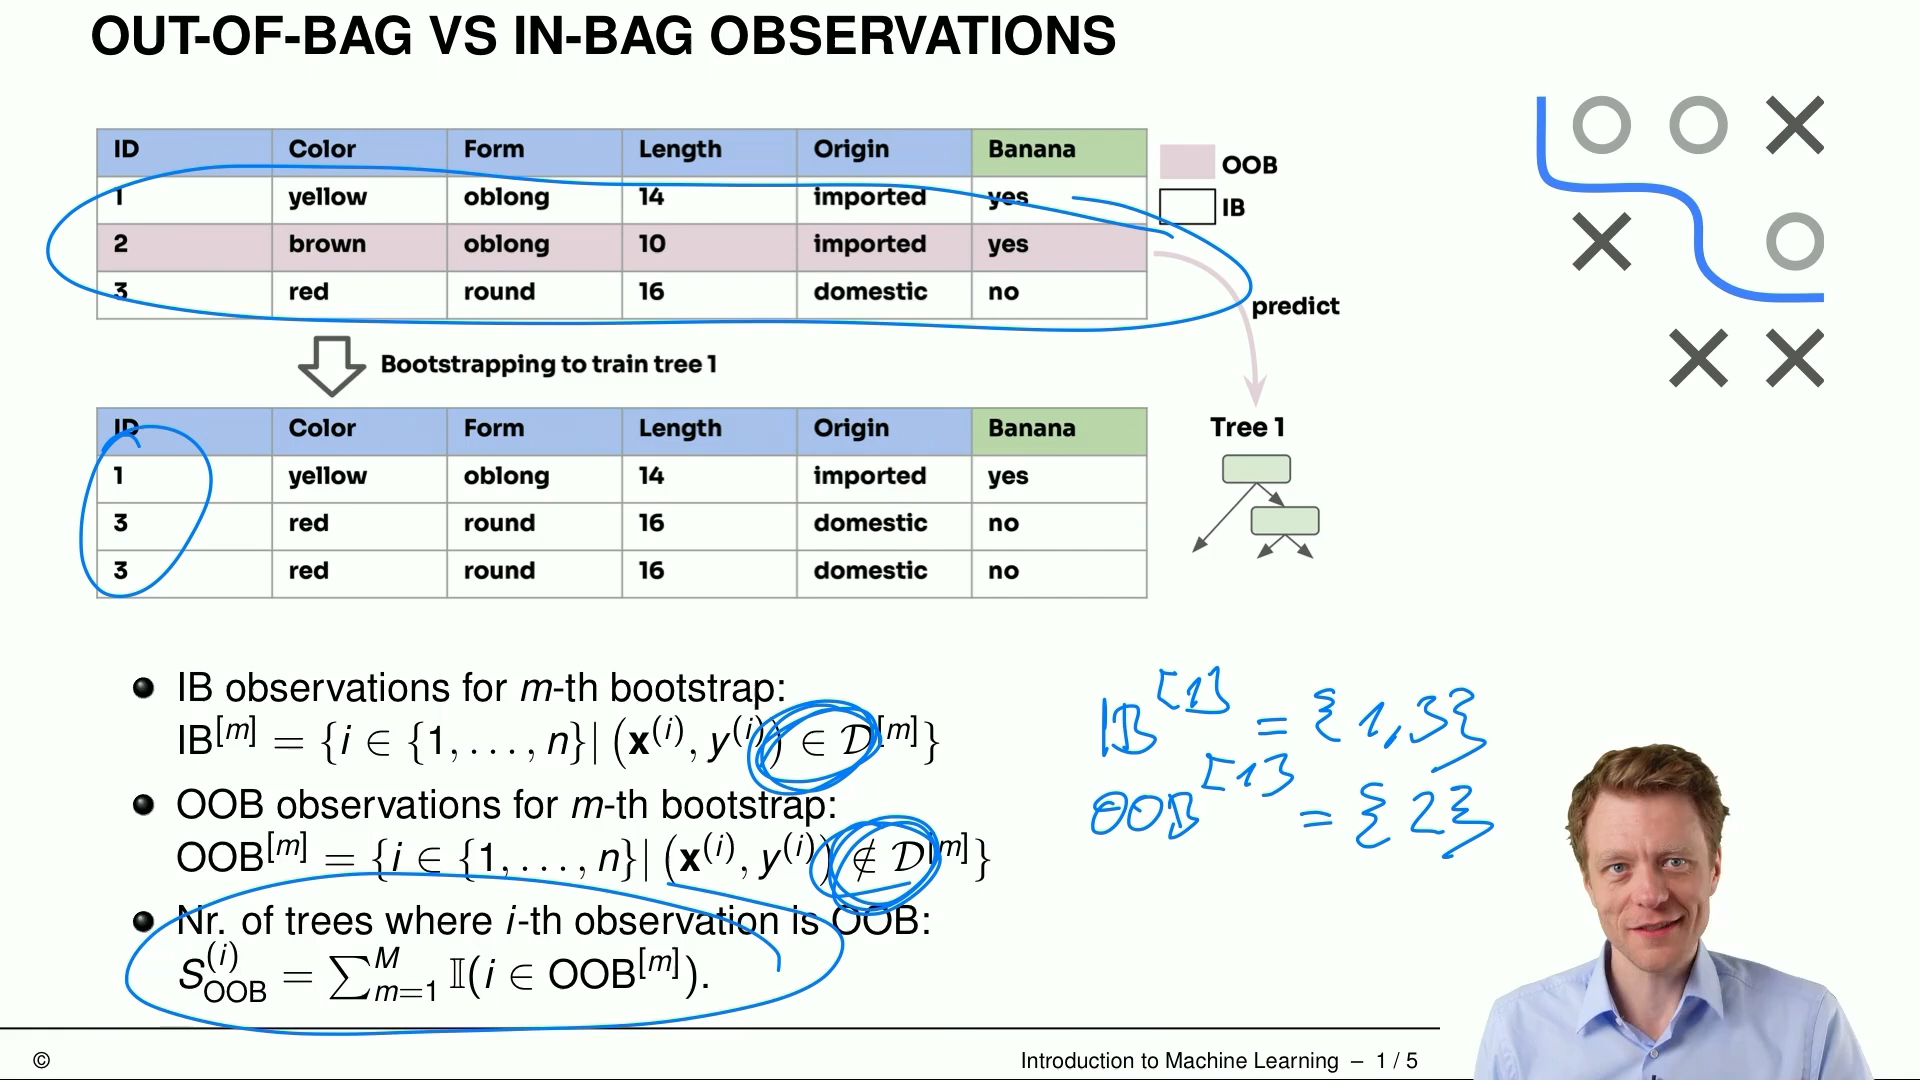 OUT-OF-BAG VS IN-BAG OBSERVATIONS
ID Color Form Length Origin Banana
1 yellow oblong 14 imported yes
2 brown oblong 10 imported yes
3 red round 16 domestic no
OOB
IB
predict
Bootstrapping to train tree 1
ID Color Form Length Origin Banana
1 yellow oblong 14 imported yes
3 red round 16 domestic no
3 red round 16 domestic no
Tree 1
IB observations for m-th bootstrap:
IB^[m] = {i ∈ {1, . . . , n}| (x^(i), y^(i)) ∈ D^[m]}
OOB observations for m-th bootstrap:
OOB^[m] = {i ∈ {1, . . . , n}| (x^(i), y^(i)) ∉ D^[m]}
Nr. of trees where i-th observation is OOB:
S_OOB^(i) = ∑_{m=1}^M 𝕀(i ∈ OOB^[m]).
IB^[1] = {1,3}
OOB^[1] = {2}
© Introduction to Machine Learning – 1 / 5